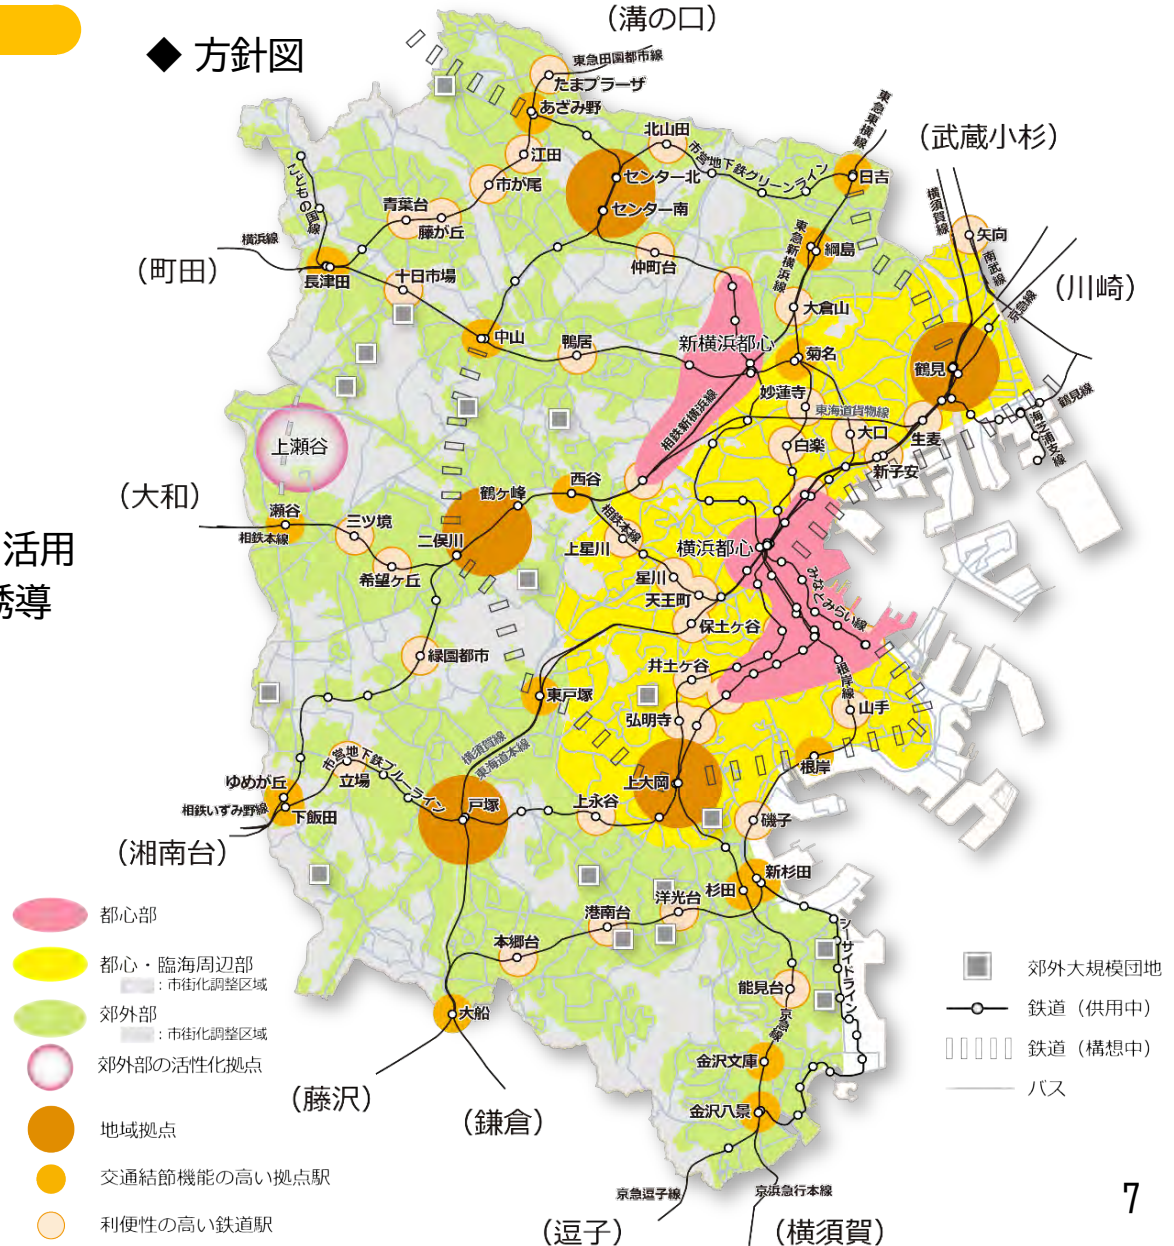 ◆ 方針図
(溝の口)
東急田園都市線
たまプラーザ
あざみ野
東急東横線
(武蔵小杉)
北山田
市営地下鉄グリーンライン
日吉
江田
市が尾
センター北
センター南
こどもの国線
青葉台
藤が丘
横浜線
(町田)
長津田
十日市場
仲町台
東急新横浜線
綱島
横須賀線
矢向
南武線
京急線
(川崎)
大倉山
中山
鴨居
新横浜都心
菊名
鶴見
妙蓮寺
東海道貨物線
鶴見線
海芝浦支線
相鉄新横浜線
白楽
大口
生麦
新子安
上瀬谷
(大和)
瀬谷
相鉄本線
三ツ境
希望ヶ丘
二俣川
鶴ヶ峰
西谷
相鉄本線
上星川
横浜都心
活用
誘導
星川
天王町
みなとみらい線
保土ヶ谷
緑園都市
井土ヶ谷
根岸線
東戸塚
弘明寺
山手
横須賀線
東海道本線
市営地下鉄ブルーライン
立場
ゆめが丘
相鉄いずみ野線
下飯田
(湘南台)
戸塚
上永谷
上大岡
根岸
磯子
新杉田
杉田
洋光台
港南台
本郷台
シーサイドライン
能見台
京急線
大船
(藤沢)
(鎌倉)
金沢文庫
金沢八景
京急逗子線
京浜急行本線
(逗子)
(横須賀)
都心部
都心・臨海周辺部
：市街化調整区域
郊外部
：市街化調整区域
郊外部の活性化拠点
地域拠点
交通結節機能の高い拠点駅
利便性の高い鉄道駅
郊外大規模団地
鉄道（供用中）
鉄道（構想中）
バス
7